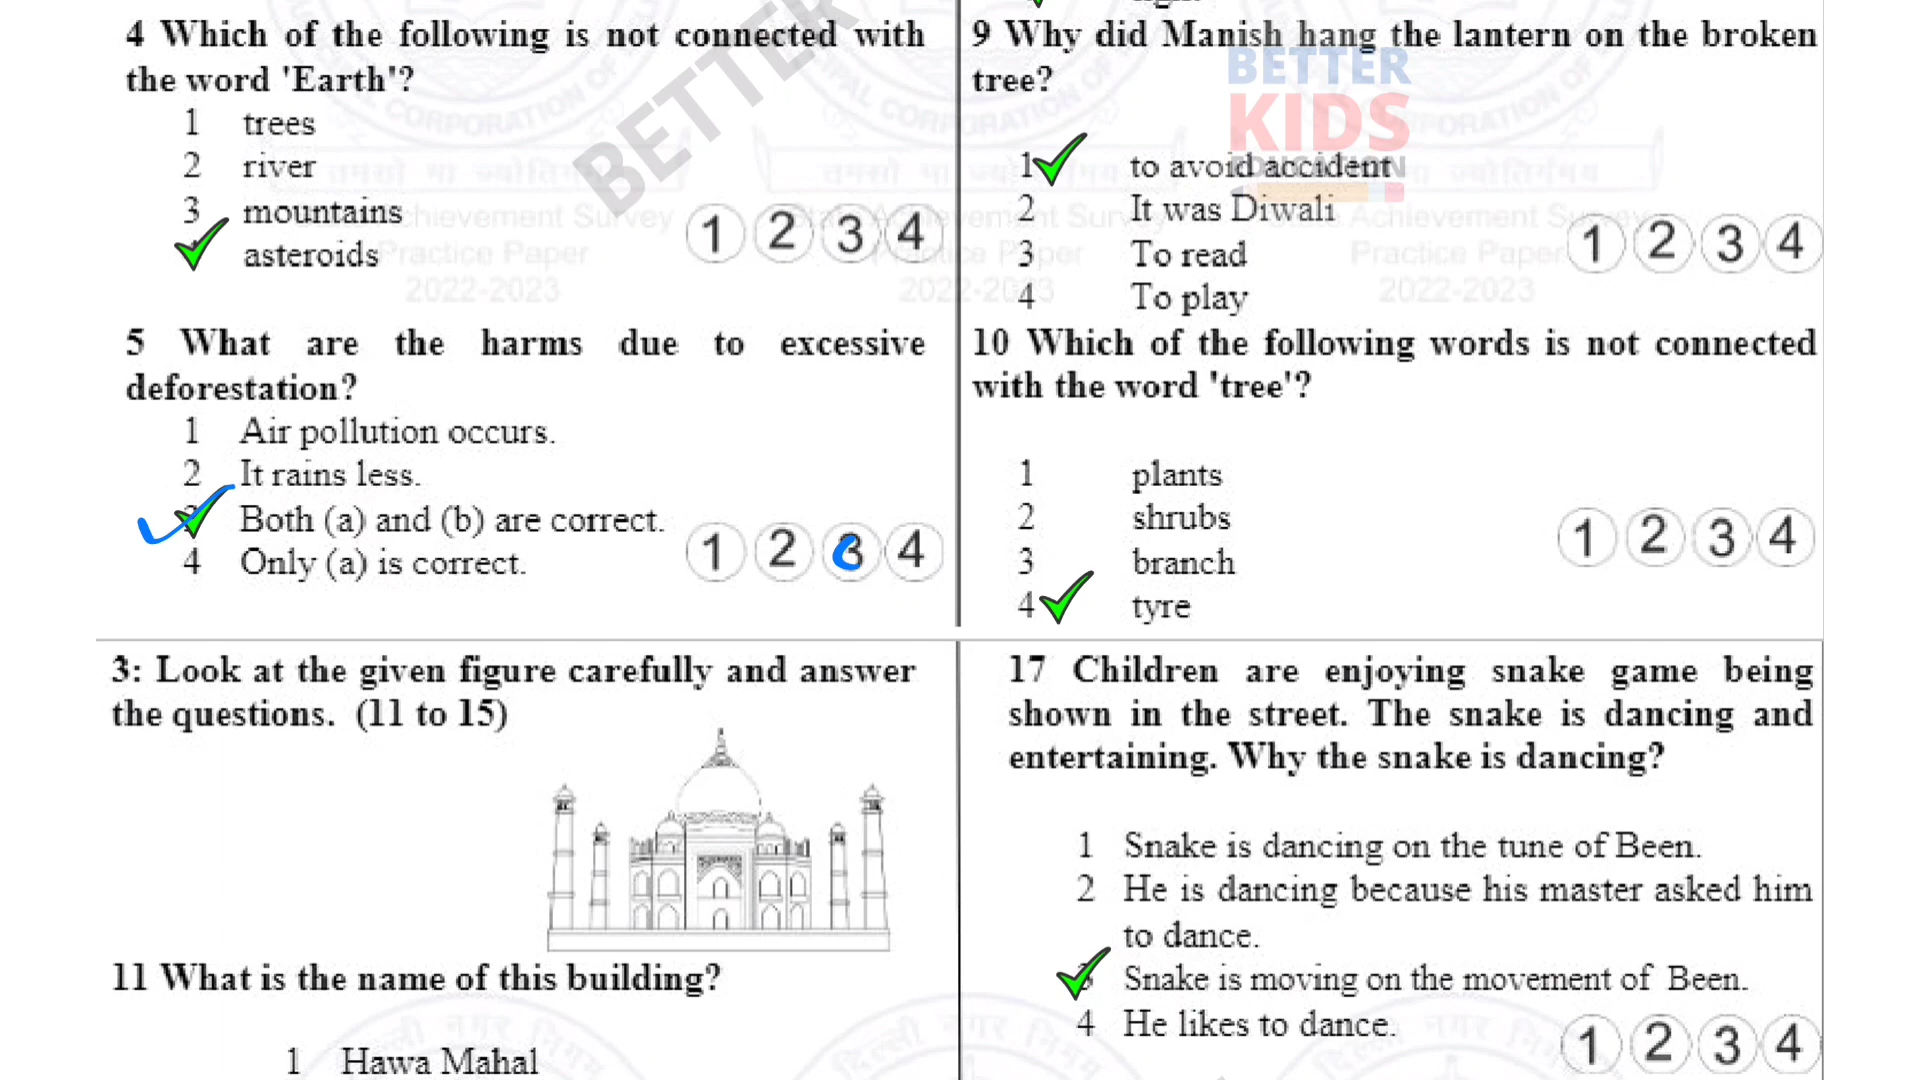 4 Which of the following is not connected with
the word 'Earth'?
1 trees
2 river
3 mountains
asteroids
1 2 3 4
5 What are the harms due to excessive
deforestation?
1 Air pollution occurs.
2 It rains less.
Both (a) and (b) are correct.
4 Only (a) is correct.
1 2 3 4
9 Why did Manish hang the lantern on the broken
tree?
1 to avoid accident
2 It was Diwali
3 To read
4 To play
1 2 3 4
10 Which of the following words is not connected
with the word 'tree'?
1 plants
2 shrubs
3 branch
4 tyre
1 2 3 4
3: Look at the given figure carefully and answer
the questions. (11 to 15)
11 What is the name of this building?
1 Hawa Mahal
17 Children are enjoying snake game being
shown in the street. The snake is dancing and
entertaining. Why the snake is dancing?
1 Snake is dancing on the tune of Been.
2 He is dancing because his master asked him
to dance.
3 Snake is moving on the movement of Been.
4 He likes to dance.
1 2 3 4
BETTER
BETTER
KIDS
EDUCATION
State Achievement Survey
Practice Paper
2022-2023